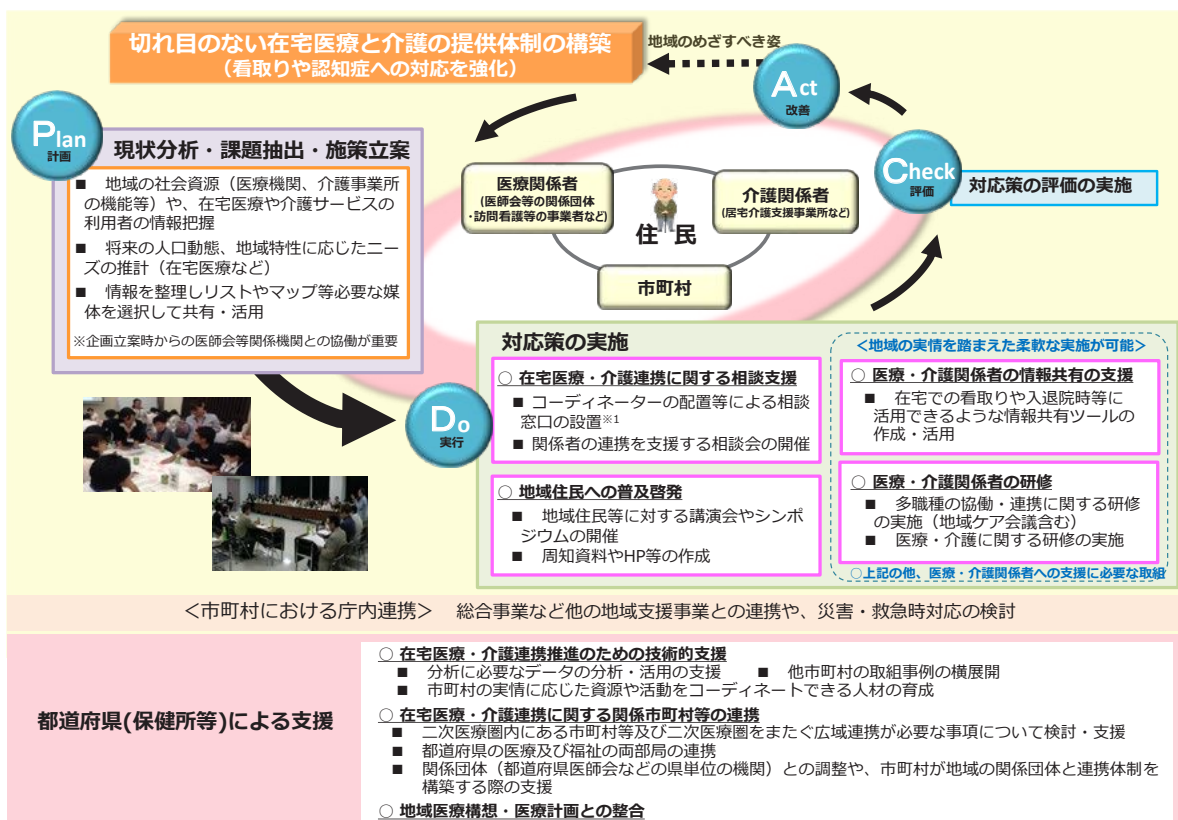 切れ目のない在宅医療と介護の提供体制の構築
（看取りや認知症への対応を強化）
地域のめざすべき姿
Act
改善
Plan
計画
現状分析・課題抽出・施策立案
■ 地域の社会資源（医療機関、介護事業所
の機能等）や、在宅医療や介護サービスの
利用者の情報把握
■ 将来の人口動態、地域特性に応じたニー
ズの推計（在宅医療など）
■ 情報を整理しリストやマップ等必要な媒
体を選択して共有・活用
※企画立案時からの医師会等関係機関との協働が重要
医療関係者
(医師会等の関係団体
・訪問看護等の事業者など)
介護関係者
(居宅介護支援事業所など)
住 民
市町村
Check
評価
対応策の評価の実施
Do
実行
対応策の実施
○ 在宅医療・介護連携に関する相談支援
■ コーディネーターの配置等による相談
窓口の設置※1
■ 関係者の連携を支援する相談会の開催
○ 地域住民への普及啓発
■ 地域住民等に対する講演会やシンポ
ジウムの開催
■ 周知資料やHP等の作成
＜地域の実情を踏まえた柔軟な実施が可能＞
○ 医療・介護関係者の情報共有の支援
■ 在宅での看取りや入退院時等に
活用できるような情報共有ツールの
作成・活用
○ 医療・介護関係者の研修
■ 多職種の協働・連携に関する研修
の実施（地域ケア会議含む）
■ 医療・介護に関する研修の実施
○上記の他、医療・介護関係者への支援に必要な取組
＜市町村における庁内連携＞ 総合事業など他の地域支援事業との連携や、災害・救急時対応の検討
都道府県(保健所等)による支援
○ 在宅医療・介護連携推進のための技術的支援
■ 分析に必要なデータの分析・活用の支援 ■ 他市町村の取組事例の横展開
■ 市町村の実情に応じた資源や活動をコーディネートできる人材の育成
○ 在宅医療・介護連携に関する関係市町村等の連携
■ 二次医療圏内にある市町村等及び二次医療圏をまたぐ広域連携が必要な事項について検討・支援
■ 都道府県の医療及び福祉の両部局の連携
■ 関係団体（都道府県医師会などの県単位の機関）との調整や、市町村が地域の関係団体と連携体制を
構築する際の支援
○ 地域医療構想・医療計画との整合